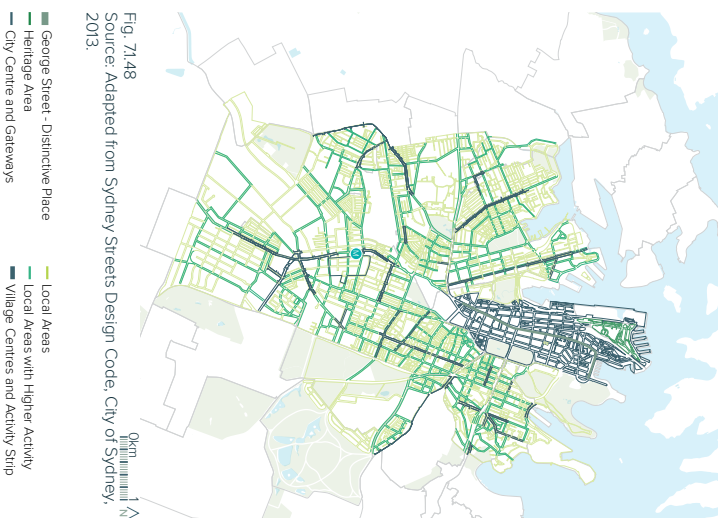 Fig. 7.1.48
Source: Adapted from Sydney Streets Design Code, City of Sydney,
2013.
George Street - Distinctive Place
Heritage Area
City Centre and Gateways
Local Areas
Local Areas with Higher Activity
Village Centres and Activity Strip
0km 1
N
M